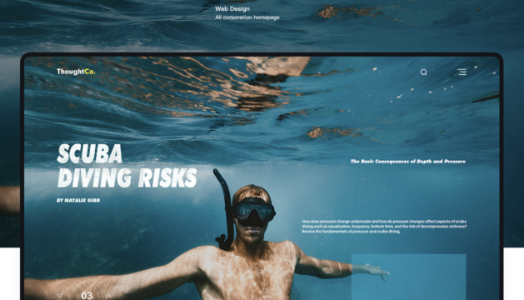 Web Design
All corporation homepage
ThoughtCo.
SCUBA
DIVING RISKS
The Basic Consequences of Depth and Pressure
BY NATALIE GIBB
How does pressure change underwater and how do pressure changes affect aspects of scuba
diving such as equalization, buoyancy, bottom time, and the risk of decompression sickness?
Review the fundamentals of pressure and scuba diving.
03